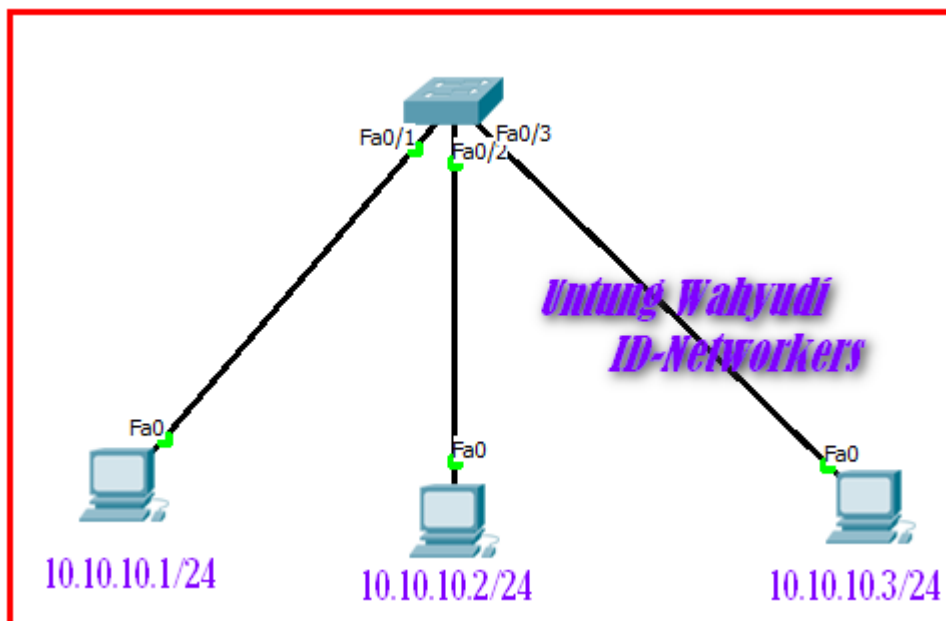 Fa0/1
Fa0/2
Fa0/3
Untung Wahyudi
ID-Networkers
Fa0
Fa0
Fa0
10.10.10.1/24
10.10.10.2/24
10.10.10.3/24